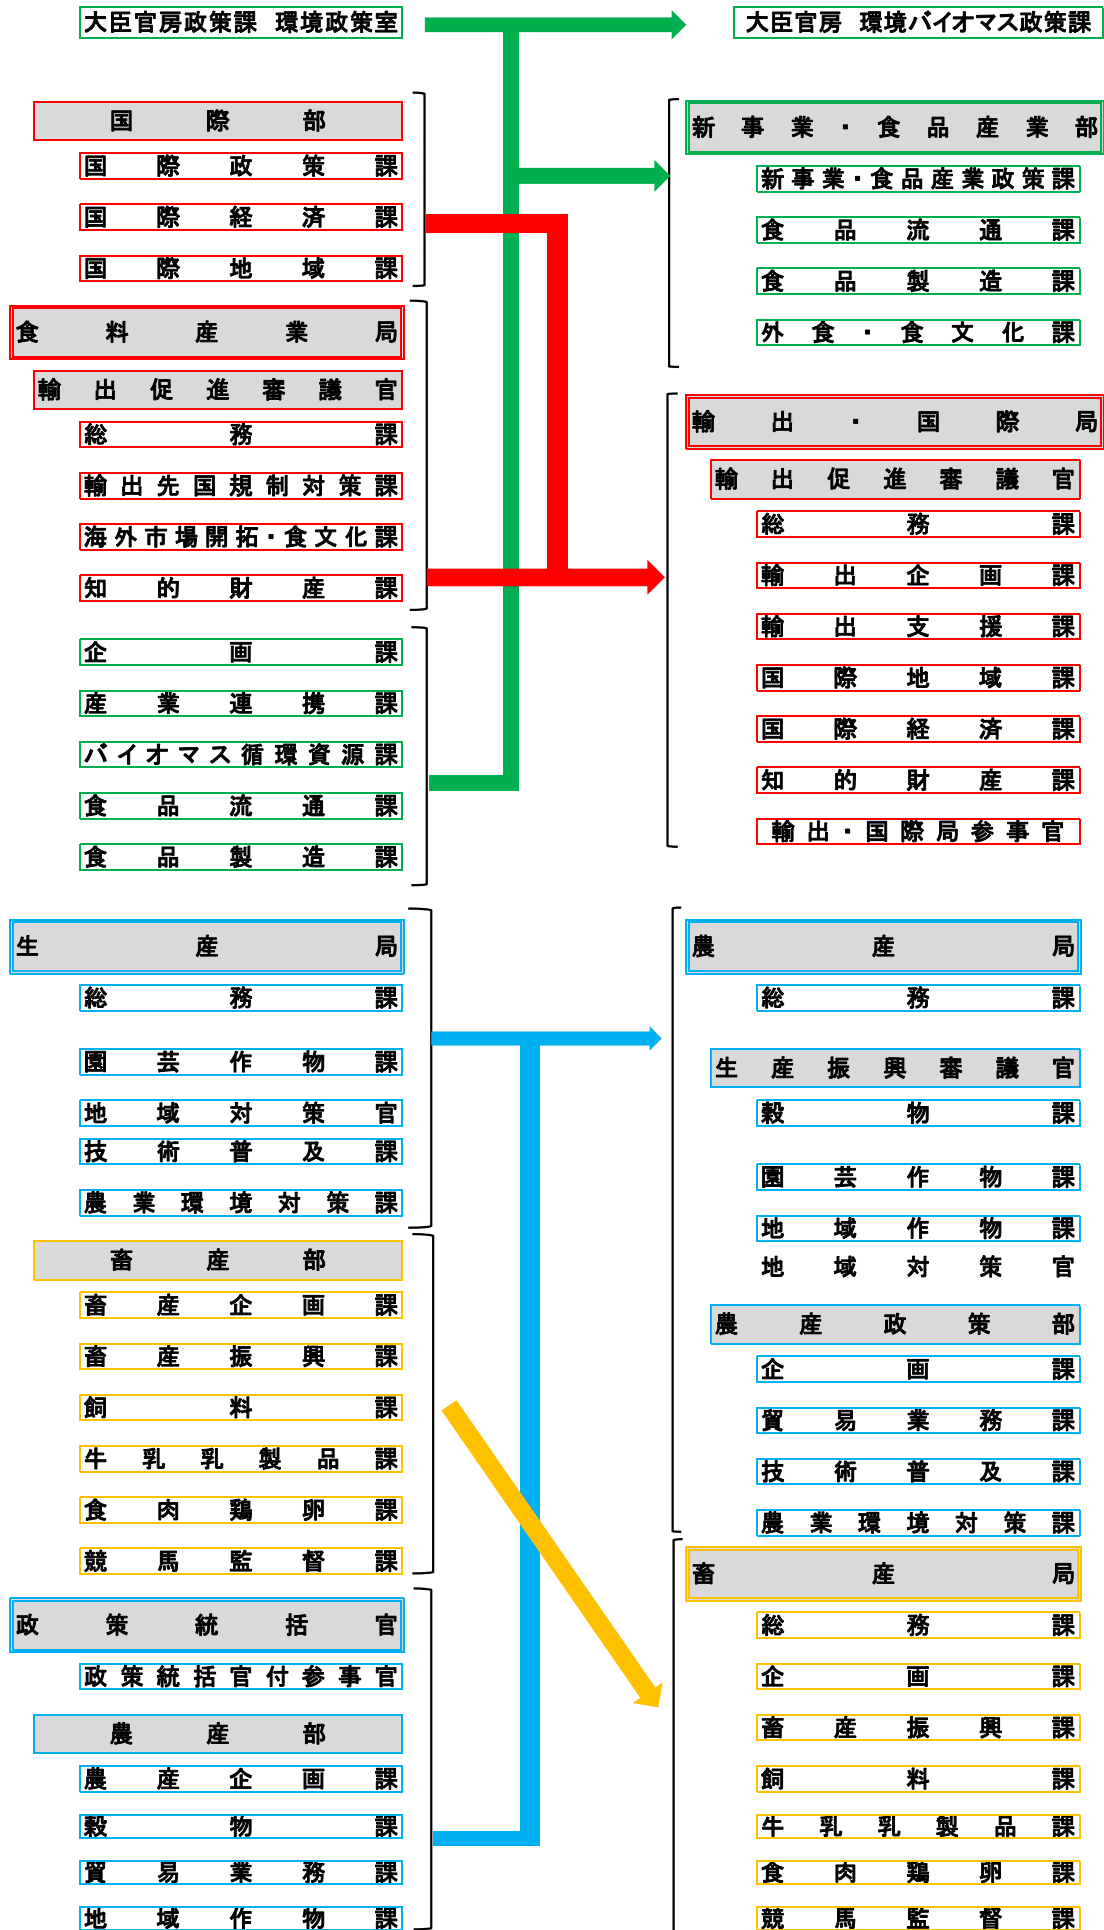 大臣官房政策課 環境政策室
国際部
国際政策課
国際経済課
国際地域課
食料産業局
輸出促進審議官
総務課
輸出先国規制対策課
海外市場開拓・食文化課
知的財産課
企画課
産業連携課
バイオマス循環資源課
食品流通課
食品製造課
生産局
総務課
園芸作物課
地域対策官
技術普及課
農業環境対策課
畜産部
畜産企画課
畜産振興課
飼料課
牛乳乳製品課
食肉鶏卵課
競馬監督課
政策統括官
政策統括官付参事官
農産部
農産企画課
穀物課
貿易業務課
地域作物課
大臣官房 環境バイオマス政策課
新事業・食品産業部
新事業・食品産業政策課
食品流通課
食品製造課
外食・食文化課
輸出・国際局
輸出促進審議官
総務課
輸出企画課
輸出支援課
国際地域課
国際経済課
知的財産課
輸出・国際局参事官
農産局
総務課
生産振興審議官
穀物課
園芸作物課
地域作物課
地域対策官
農産政策部
企画課
貿易業務課
技術普及課
農業環境対策課
畜産局
総務課
企画課
畜産振興課
飼料課
牛乳乳製品課
食肉鶏卵課
競馬監督課